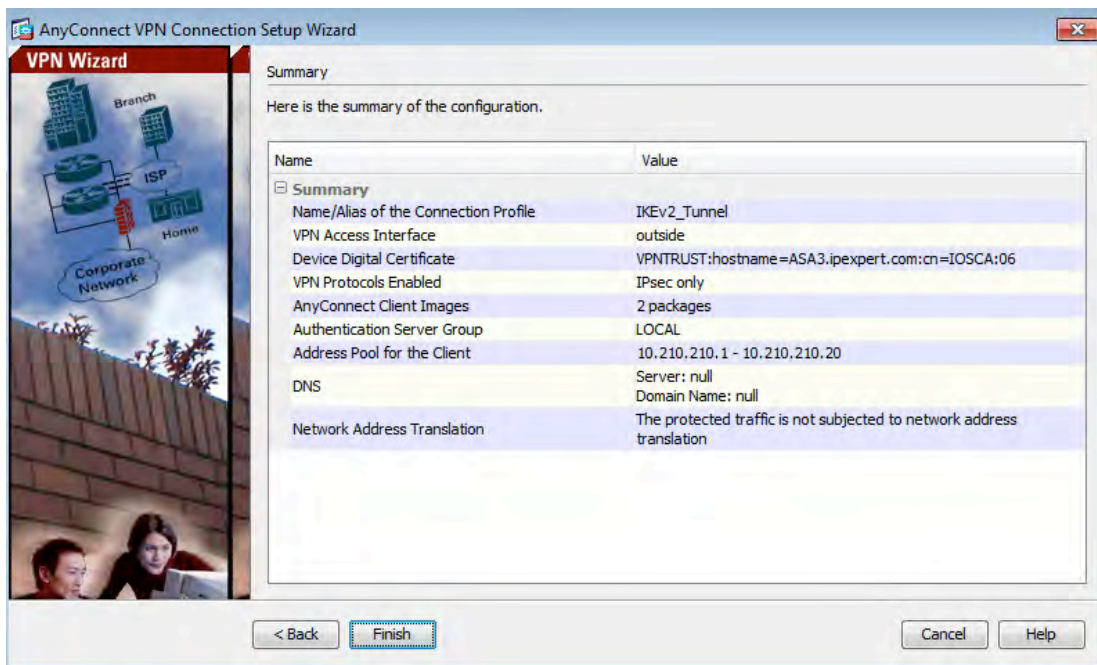 AnyConnect VPN Connection Setup Wizard
VPN Wizard
Branch
ISP
Home
Corporate
Network
Summary
Here is the summary of the configuration.
Name Value
Summary
Name/Alias of the Connection Profile IKEv2_Tunnel
VPN Access Interface outside
Device Digital Certificate VPNTRUST:hostname=ASA3.ipexpert.com:cn=IOSCA:06
VPN Protocols Enabled IPsec only
AnyConnect Client Images 2 packages
Authentication Server Group LOCAL
Address Pool for the Client 10.210.210.1 - 10.210.210.20
DNS Server: null
Domain Name: null
Network Address Translation The protected traffic is not subjected to network address
translation
< Back Finish Cancel Help